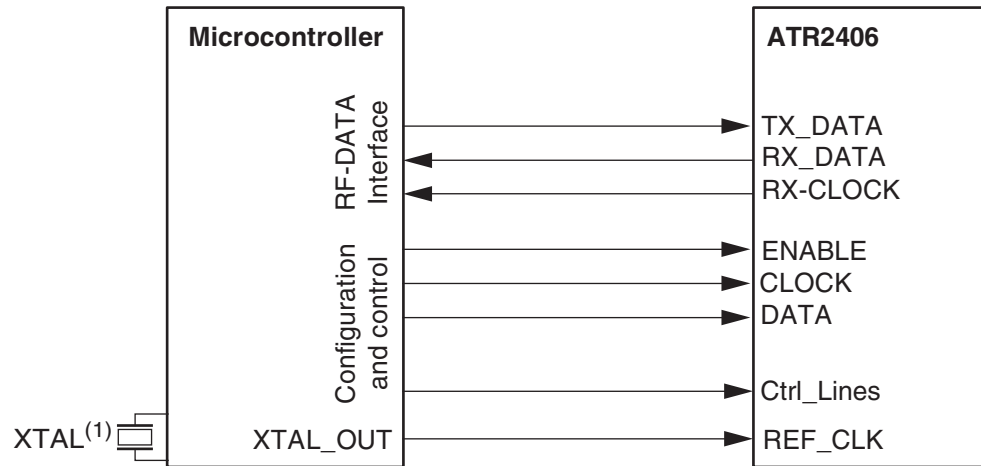 Microcontroller
ATR2406
RF-DATA
Interface
TX_DATA
RX_DATA
RX-CLOCK
Configuration
and control
ENABLE
CLOCK
DATA
Ctrl_Lines
XTAL(1)
XTAL_OUT
REF_CLK